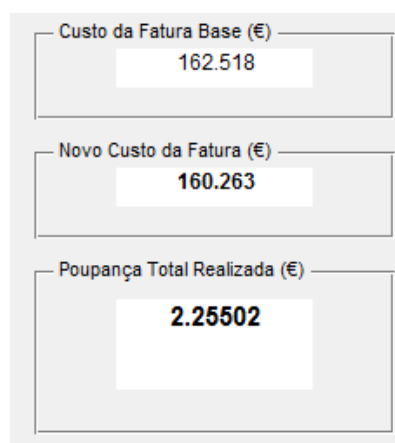 Custo da Fatura Base (€)
162.518
Novo Custo da Fatura (€)
160.263
Poupança Total Realizada (€)
2.25502